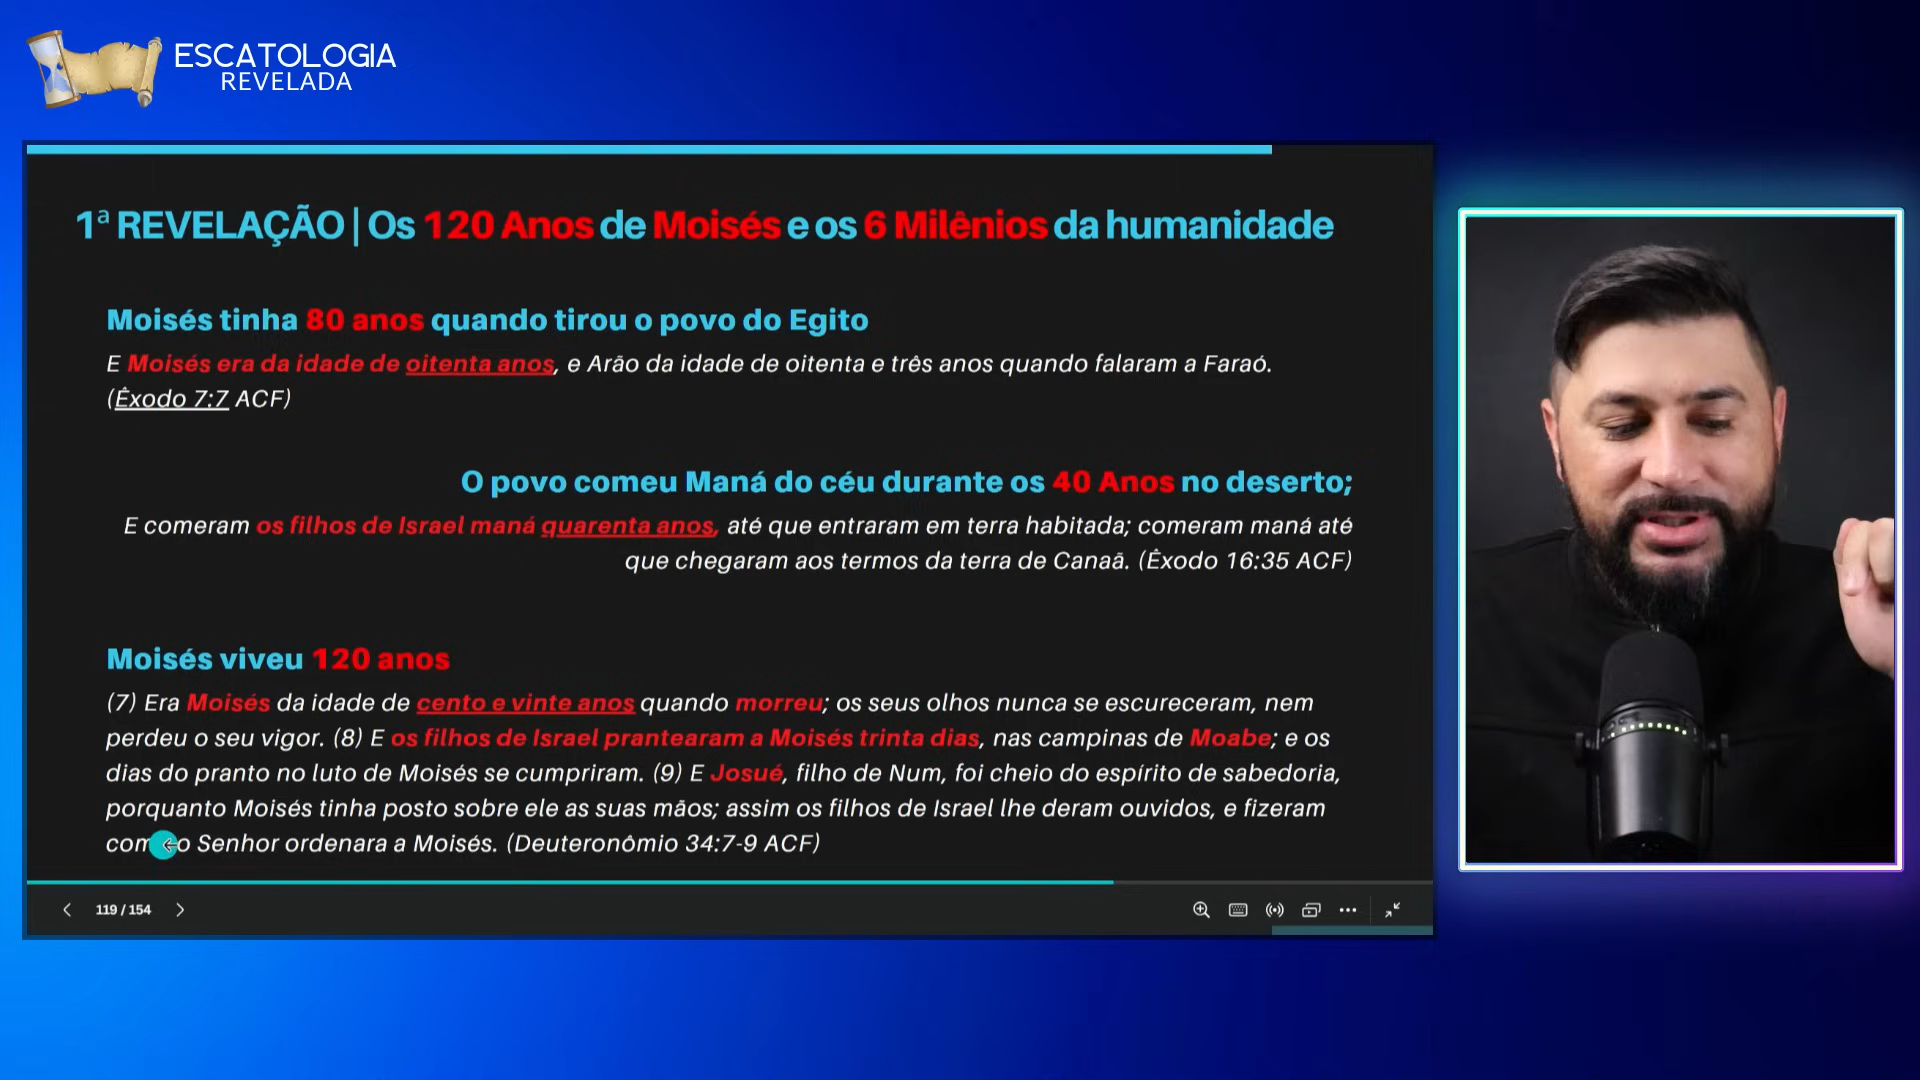 ESCATOLOGIA
REVELADA
1ª REVELAÇÃO | Os 120 Anos de Moisés e os 6 Milênios da humanidade
Moisés tinha 80 anos quando tirou o povo do Egito
E Moisés era da idade de oitenta anos, e Arão da idade de oitenta e três anos quando falaram a Faraó.
(Êxodo 7:7 ACF)
O povo comeu Maná do céu durante os 40 Anos no deserto;
E comeram os filhos de Israel maná quarenta anos, até que entraram em terra habitada; comeram maná até
que chegaram aos termos da terra de Canaã. (Êxodo 16:35 ACF)
Moisés viveu 120 anos
(7) Era Moisés da idade de cento e vinte anos quando morreu; os seus olhos nunca se escureceram, nem
perdeu o seu vigor. (8) E os filhos de Israel prantearam a Moisés trinta dias, nas campinas de Moabe; e os
dias do pranto no luto de Moisés se cumpriram. (9) E Josué, filho de Num, foi cheio do espírito de sabedoria,
porquanto Moisés tinha posto sobre ele as suas mãos; assim os filhos de Israel lhe deram ouvidos, e fizeram
como o Senhor ordenara a Moisés. (Deuteronômio 34:7-9 ACF)
119 / 154